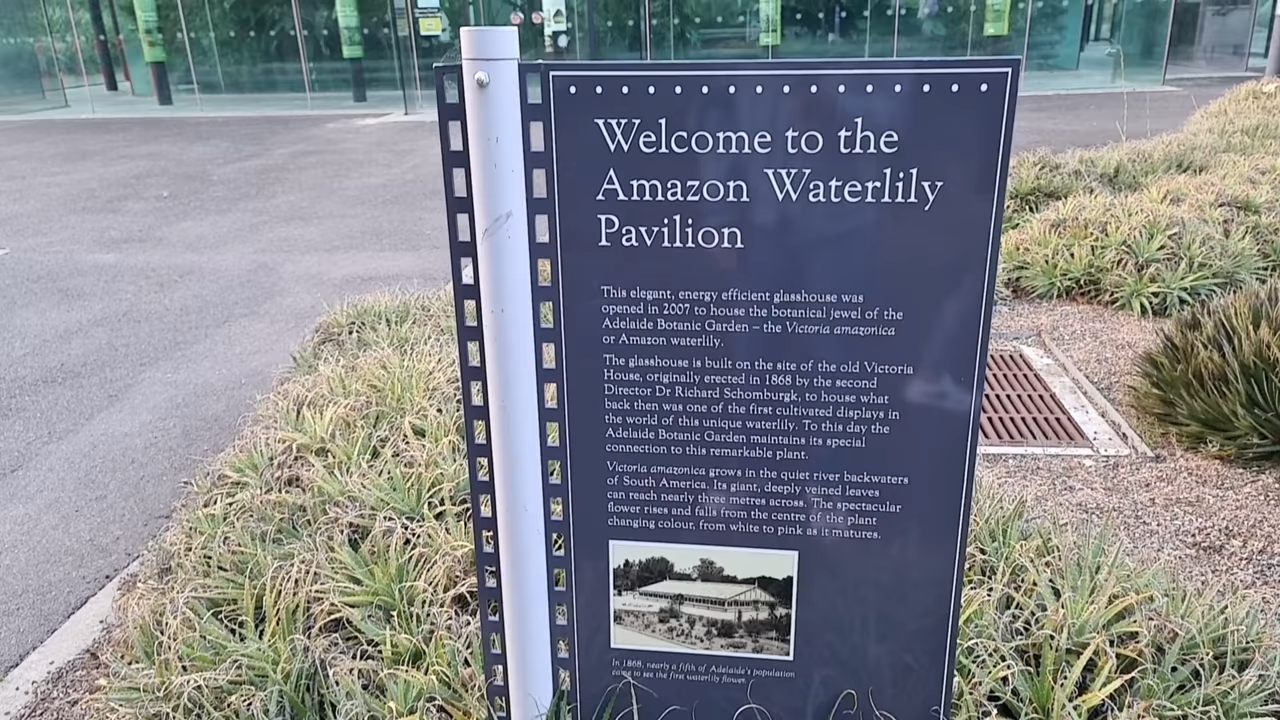 Welcome to the
Amazon Waterlily
Pavilion
This elegant, energy efficient glasshouse was
opened in 2007 to house the botanical jewel of the
Adelaide Botanic Garden – the Victoria amazonica
or Amazon waterlily.
The glasshouse is built on the site of the old Victoria
House, originally erected in 1868 by the second
Director Dr Richard Schomburgk, to house what
back then was one of the first cultivated displays in
the world of this unique waterlily. To this day the
Adelaide Botanic Garden maintains its special
connection to this remarkable plant.
Victoria amazonica grows in the quiet river backwaters
of South America. Its giant, deeply veined leaves
can reach nearly three metres across. The spectacular
flower rises and falls from the centre of the plant
changing colour, from white to pink as it matures.
In 1868, nearly a fifth of Adelaide's population
came to see the first waterlily flower.